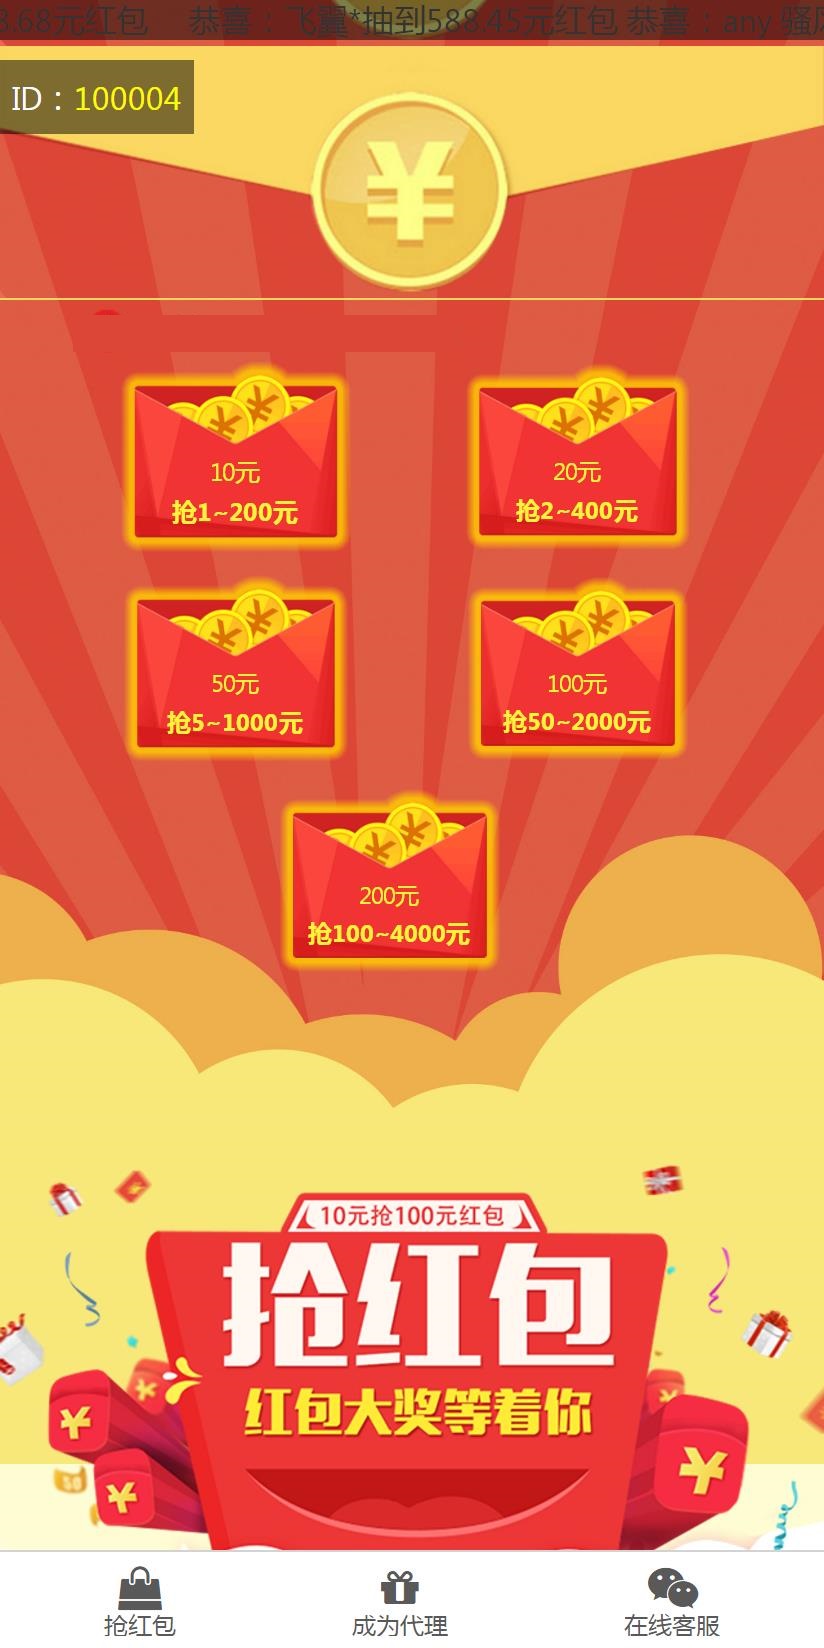 3.68元红包 恭喜：飞翼*抽到588.45元红包 恭喜：any 骚
ID：100004
10元
抢1~200元
20元
抢2~400元
50元
抢5~1000元
100元
抢50~2000元
200元
抢100~4000元
10元抢100元红包
抢红包
红包大奖等着你
抢红包
成为代理
在线客服